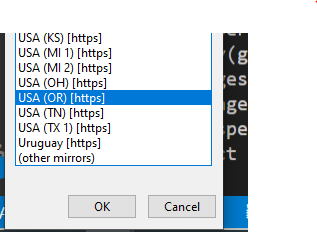 USA (KS) [https]
USA (MI 1) [https]
USA (MI 2) [https]
USA (OH) [https]
USA (OR) [https]
USA (TN) [https]
USA (TX 1) [https]
Uruguay [https]
(other mirrors)
OK
Cancel